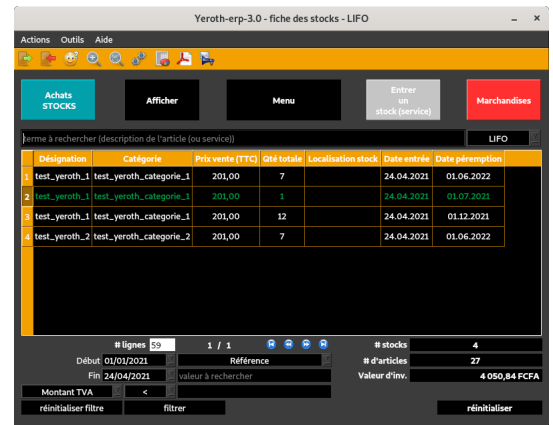 Yeroth-erp-3.0 - fiche des stocks - LIFO
Actions Outils Aide
Achats
STOCKS
Afficher
Menu
Entrer
un
stock (service)
Marchandises
terme à rechercher (description de l'article (ou service))
LIFO
Désignation Catégorie Prix vente (TTC) Qté totale Localisation stock Date entrée Date péremption
1 test_yeroth_1 test_yeroth_categorie_1 201,00 7 24.04.2021 01.06.2022
2 test_yeroth_1 test_yeroth_categorie_1 201,00 1 24.04.2021 01.07.2021
3 test_yeroth_1 test_yeroth_categorie_1 201,00 12 24.04.2021 01.12.2021
4 test_yeroth_2 test_yeroth_categorie_2 201,00 7 24.04.2021 01.06.2022
# lignes 59 1 / 1 # stocks 4
Début 01/01/2021 Référence # d'articles 27
Fin 24/04/2021 valeur à rechercher Valeur d'inv. 4 050,84 FCFA
Montant TVA <
réinitialiser filtre filtrer réinitialiser